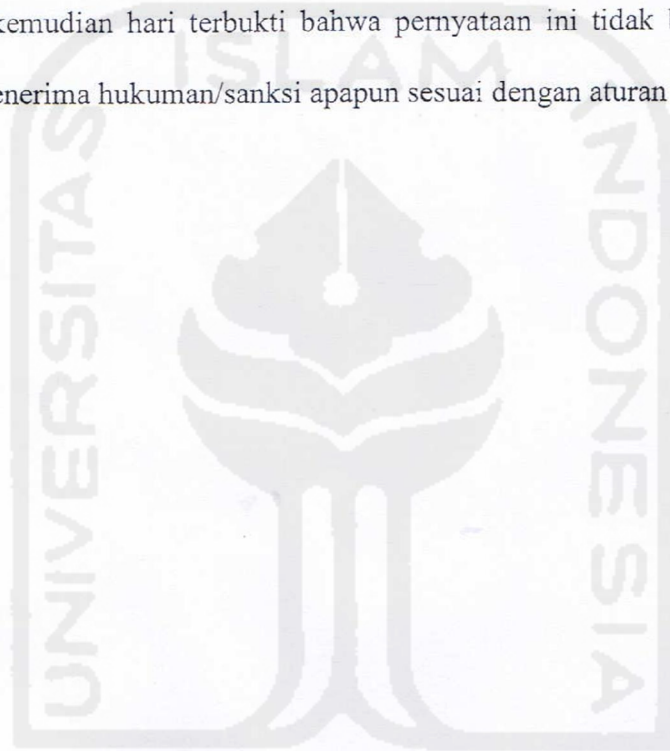 kemudian hari terbukti bahwa pernyataan ini tidak
enerima hukuman/sanksi apapun sesuai dengan aturan
UNIVERSITAS
ISLAM
INDONESIA